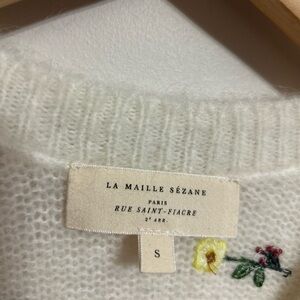 LA MAILLE SÉZANE
PARIS
RUE SAINT-FIACRE
2ᵉ ARR.
S